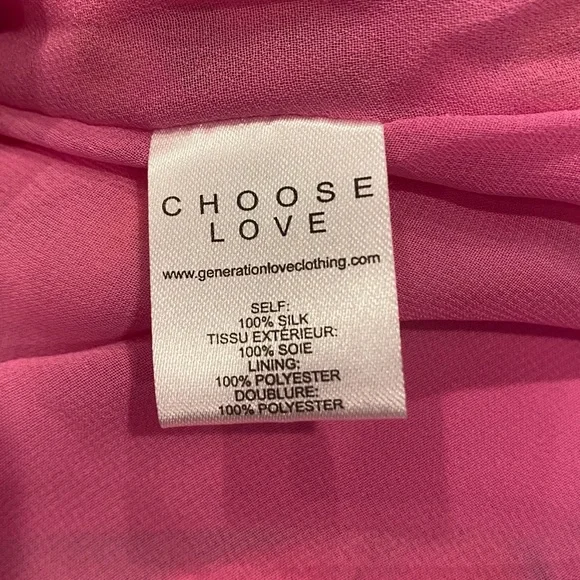 CHOOSE
LOVE
www.generationloveclothing.com
SELF:
100% SILK
TISSU EXTÉRIEUR:
100% SOIE
LINING:
100% POLYESTER
DOUBLURE:
100% POLYESTER